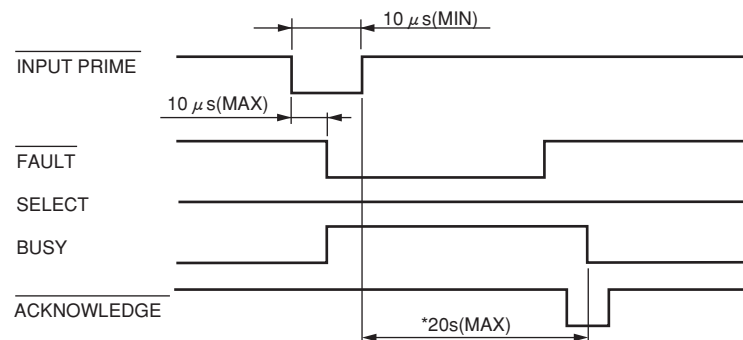 10 μs(MIN)
INPUT PRIME
10 μs(MAX)
FAULT
SELECT
BUSY
ACKNOWLEDGE
*20s(MAX)